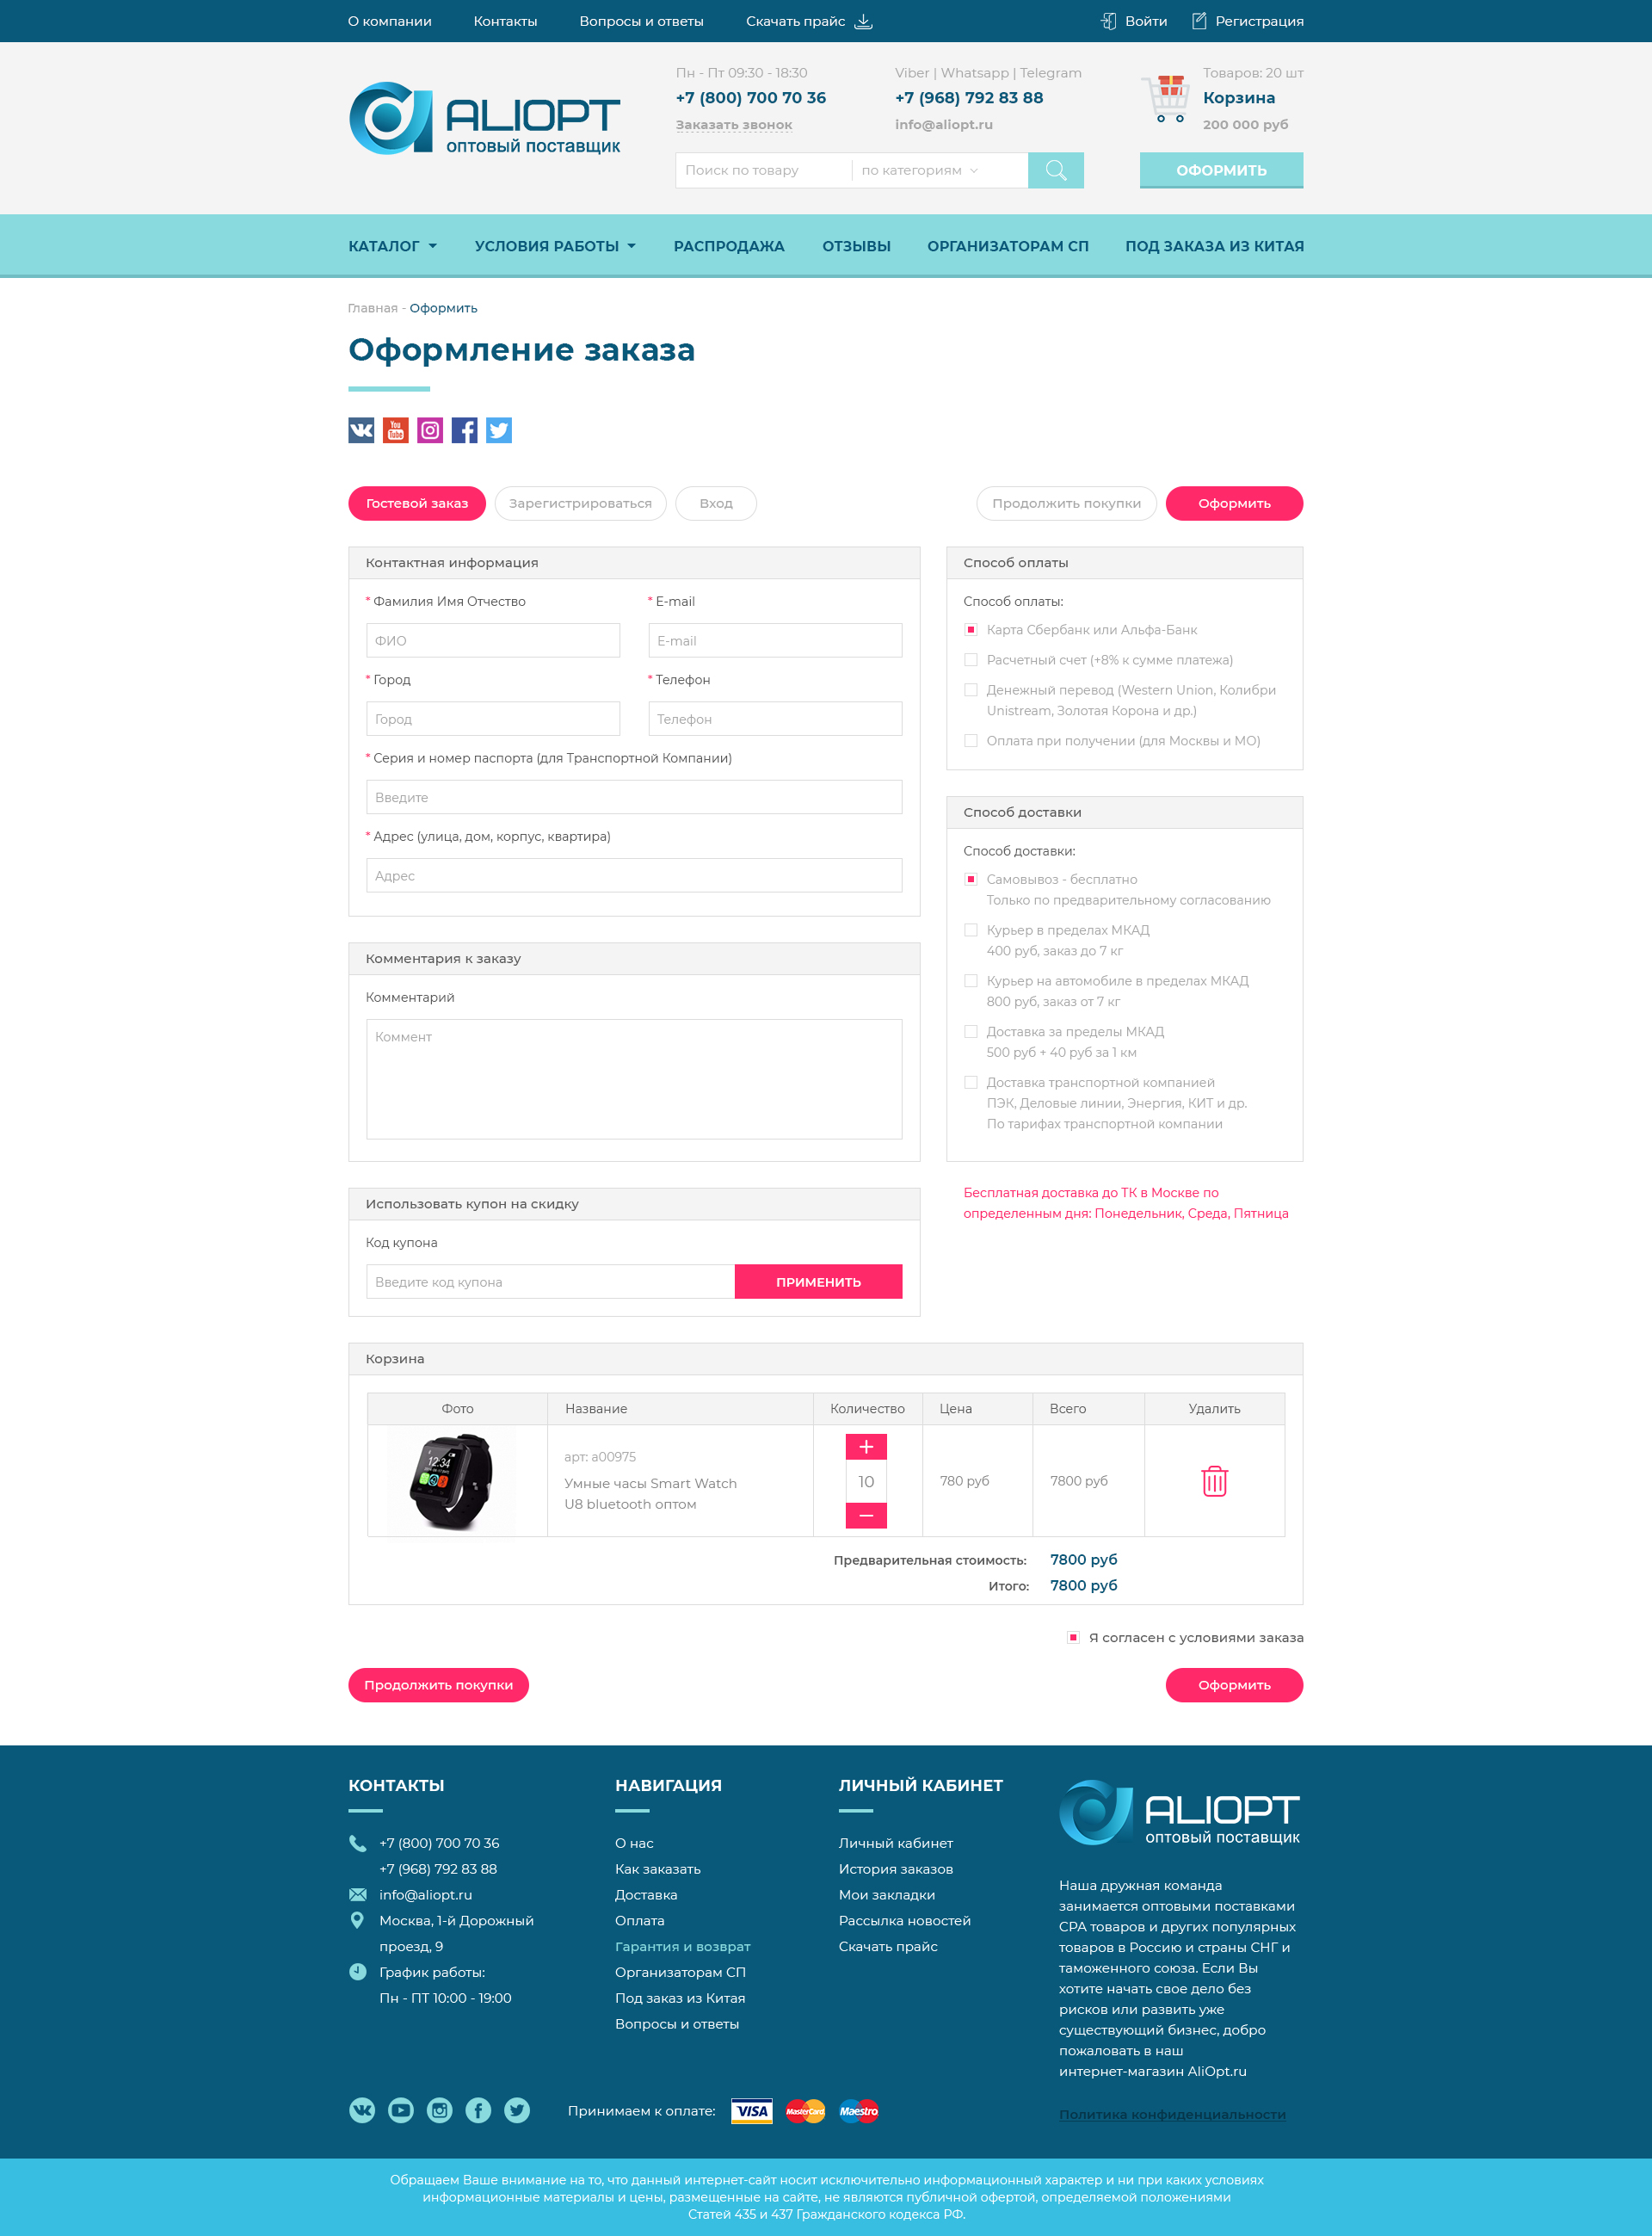 О компании
Контакты
Вопросы и ответы
Скачать прайс
Войти
Регистрация
ALIOPT
оптовый поставщик
Пн - Пт 09:30 - 18:30
+7 (800) 700 70 36
Заказать звонок
Viber | Whatsapp | Telegram
+7 (968) 792 83 88
info@aliopt.ru
Товаров: 20 шт
Корзина
200 000 руб
Поиск по товару
по категориям
ОФОРМИТЬ
КАТАЛОГ
УСЛОВИЯ РАБОТЫ
РАСПРОДАЖА
ОТЗЫВЫ
ОРГАНИЗАТОРАМ СП
ПОД ЗАКАЗА ИЗ КИТАЯ
Главная - Оформить
Оформление заказа
You
Tube
Гостевой заказ
Зарегистрироваться
Вход
Продолжить покупки
Оформить
Контактная информация
* Фамилия Имя Отчество
* E-mail
ФИО
E-mail
* Город
* Телефон
Город
Телефон
* Серия и номер паспорта (для Транспортной Компании)
Введите
* Адрес (улица, дом, корпус, квартира)
Адрес
Способ оплаты
Способ оплаты:
Карта Сбербанк или Альфа-Банк
Расчетный счет (+8% к сумме платежа)
Денежный перевод (Western Union, Колибри
Unistream, Золотая Корона и др.)
Оплата при получении (для Москвы и МО)
Способ доставки
Способ доставки:
Самовывоз - бесплатно
Только по предварительному согласованию
Курьер в пределах МКАД
400 руб, заказ до 7 кг
Курьер на автомобиле в пределах МКАД
800 руб, заказ от 7 кг
Доставка за пределы МКАД
500 руб + 40 руб за 1 км
Доставка транспортной компанией
ПЭК, Деловые линии, Энергия, КИТ и др.
По тарифах транспортной компании
Бесплатная доставка до ТК в Москве по
определенным дня: Понедельник, Среда, Пятница
Комментария к заказу
Комментарий
Коммент
Использовать купон на скидку
Код купона
Введите код купона
ПРИМЕНИТЬ
Корзина
Фото
Название
Количество
Цена
Всего
Удалить
12:34
арт: а00975
Умные часы Smart Watch
U8 bluetooth оптом
10
780 руб
7800 руб
Предварительная стоимость:
7800 руб
Итого:
7800 руб
Я согласен с условиями заказа
Продолжить покупки
Оформить
КОНТАКТЫ
+7 (800) 700 70 36
+7 (968) 792 83 88
info@aliopt.ru
Москва, 1-й Дорожный
проезд, 9
График работы:
Пн - ПТ 10:00 - 19:00
НАВИГАЦИЯ
О нас
Как заказать
Доставка
Оплата
Гарантия и возврат
Организаторам СП
Под заказ из Китая
Вопросы и ответы
ЛИЧНЫЙ КАБИНЕТ
Личный кабинет
История заказов
Мои закладки
Рассылка новостей
Скачать прайс
ALIOPT
оптовый поставщик
Наша дружная команда
занимается оптовыми поставками
CPA товаров и других популярных
товаров в Россию и страны СНГ и
таможенного союза. Если Вы
хотите начать свое дело без
рисков или развить уже
существующий бизнес, добро
пожаловать в наш
интернет-магазин AliOpt.ru
Политика конфиденциальности
Принимаем к оплате:
VISA
MasterCard
Maestro
Обращаем Ваше внимание на то, что данный интернет-сайт носит исключительно информационный характер и ни при каких условиях
информационные материалы и цены, размещенные на сайте, не являются публичной офертой, определяемой положениями
Статей 435 и 437 Гражданского кодекса РФ.